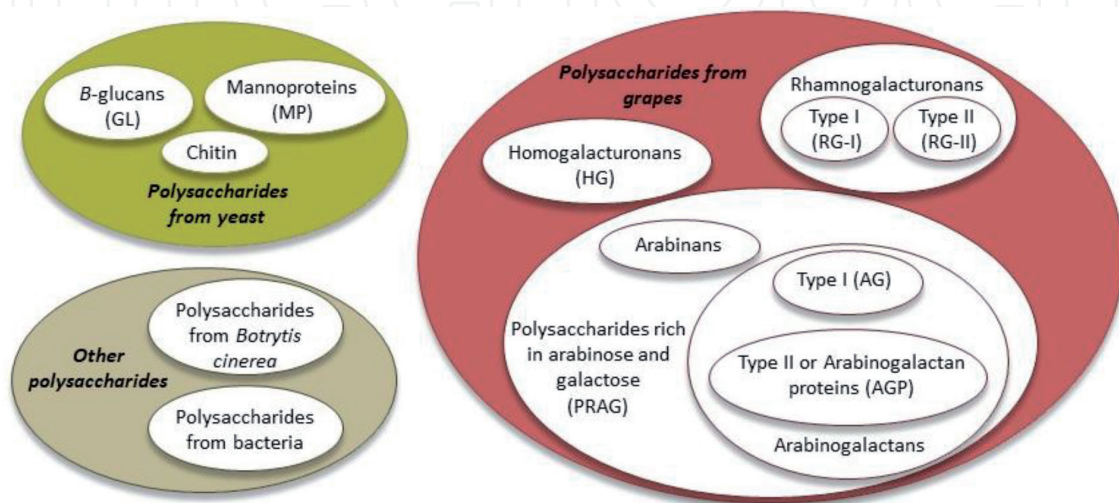 B-glucans
(GL)
Mannoproteins
(MP)
Chitin
Polysaccharides
from yeast
Polysaccharides
from Botrytis
cinerea
Other
polysaccharides
Polysaccharides
from bacteria
Polysaccharides from
grapes
Rhamnogalacturonans
Type I
(RG-I)
Type II
(RG-II)
Homogalacturonans
(HG)
Arabinans
Type I (AG)
Polysaccharides rich
in arabinose and
galactose
(PRAG)
Type II or Arabinogalactan
proteins (AGP)
Arabinogalactans